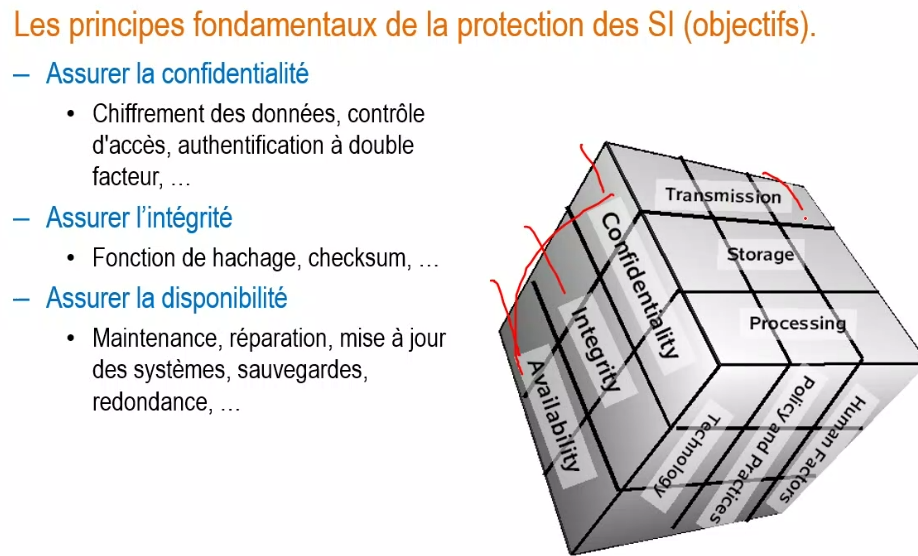 Les principes fondamentaux de la protection des SI (objectifs).
– Assurer la confidentialité
• Chiffrement des données, contrôle
d'accès, authentification à double
facteur, …
– Assurer l'intégrité
• Fonction de hachage, checksum, …
– Assurer la disponibilité
• Maintenance, réparation, mise à jour
des systèmes, sauvegardes,
redondance, …
Transmission
Storage
Processing
Confidentiality
Integrity
Availability
Technology
Policy and Practices
Human Factors